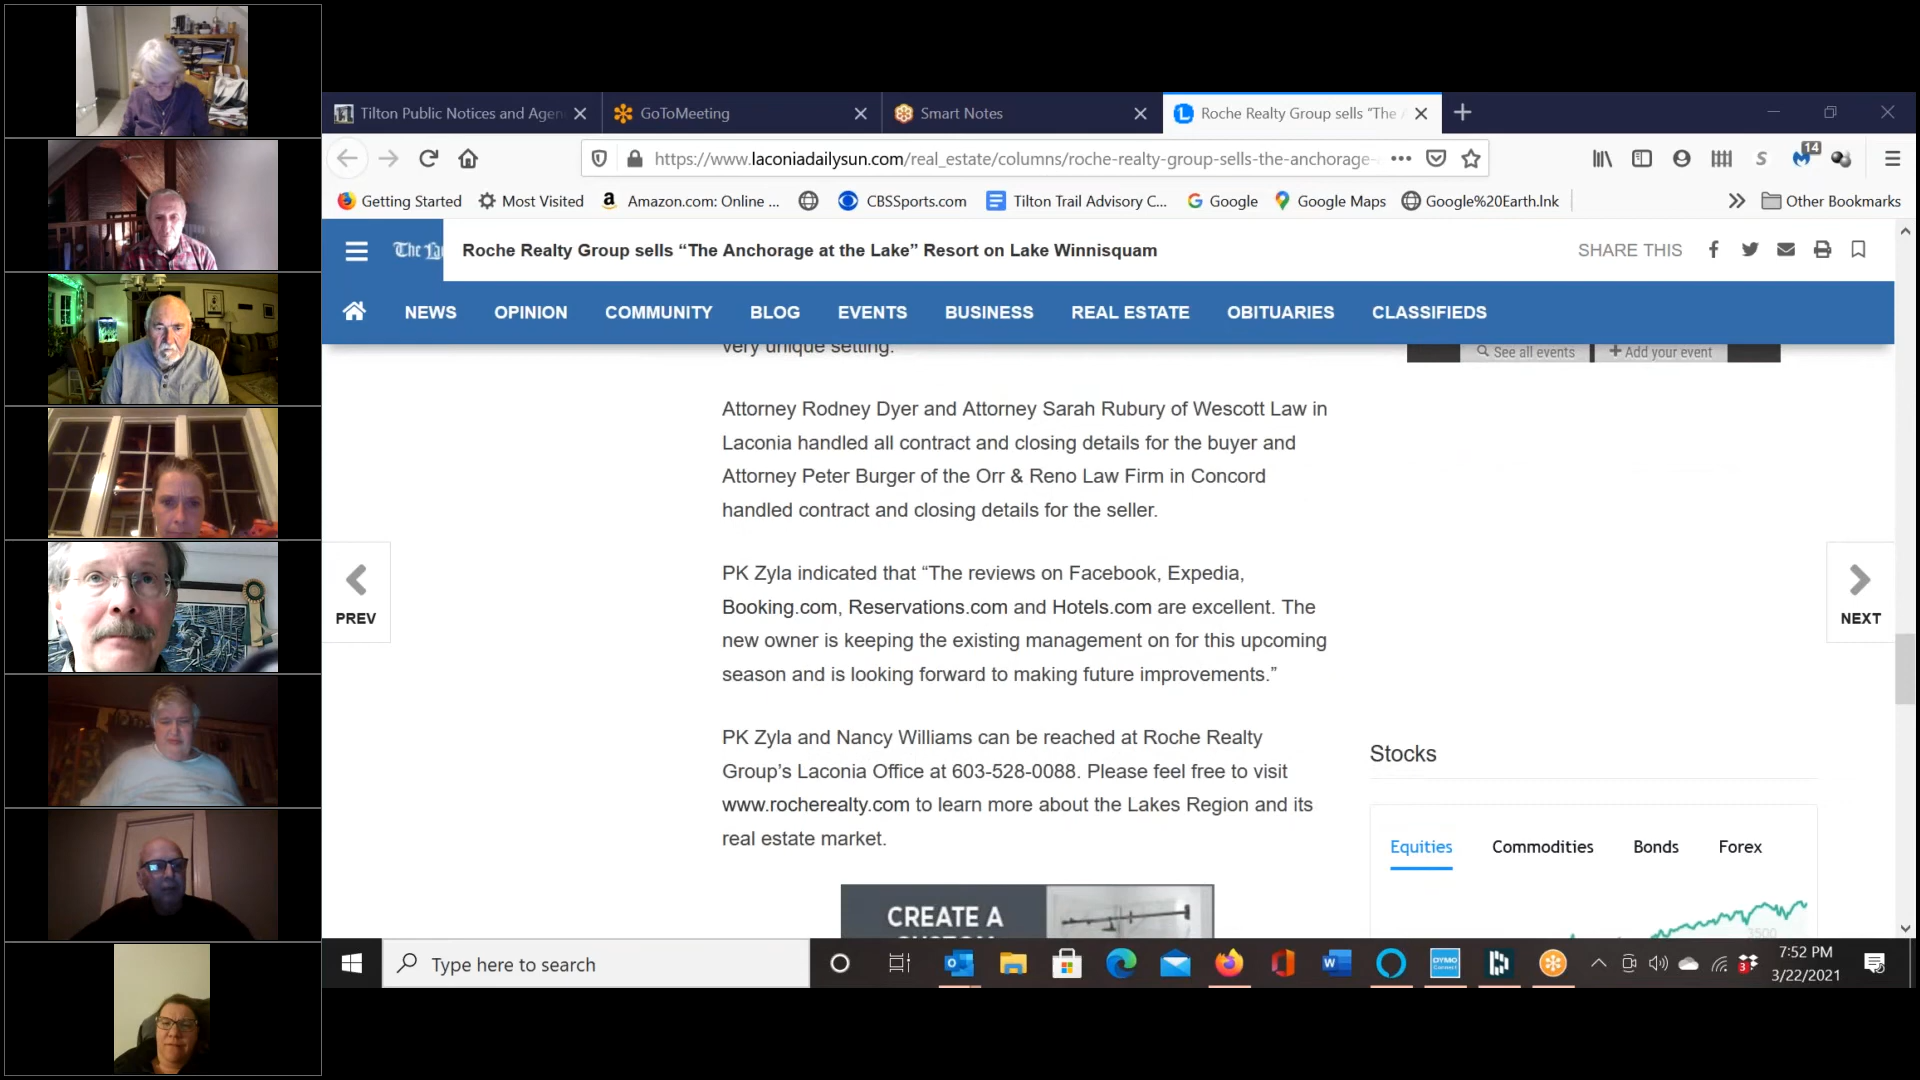 Tilton Public Notices and Agen
GoToMeeting
Smart Notes
Roche Realty Group sells “The A
https://www.laconiadailysun.com/real_estate/columns/roche-realty-group-sells-the-anchorage-
14
Getting Started
Most Visited
Amazon.com: Online ...
CBSSports.com
Tilton Trail Advisory C...
Google
Google Maps
Google%20Earth.lnk
Other Bookmarks
The La
Roche Realty Group sells “The Anchorage at the Lake” Resort on Lake Winnisquam
SHARE THIS
NEWS
OPINION
COMMUNITY
BLOG
EVENTS
BUSINESS
REAL ESTATE
OBITUARIES
CLASSIFIEDS
very unique setting.
See all events
Add your event
Attorney Rodney Dyer and Attorney Sarah Rubury of Wescott Law in
Laconia handled all contract and closing details for the buyer and
Attorney Peter Burger of the Orr & Reno Law Firm in Concord
handled contract and closing details for the seller.
PK Zyla indicated that “The reviews on Facebook, Expedia,
Booking.com, Reservations.com and Hotels.com are excellent. The
new owner is keeping the existing management on for this upcoming
season and is looking forward to making future improvements.”
PREV
NEXT
PK Zyla and Nancy Williams can be reached at Roche Realty
Group’s Laconia Office at 603-528-0088. Please feel free to visit
www.rocherealty.com to learn more about the Lakes Region and its
real estate market.
Stocks
Equities
Commodities
Bonds
Forex
3500
CREATE A
CUSTOM
Type here to search
DYMO
Connect
3
7:52 PM
3/22/2021